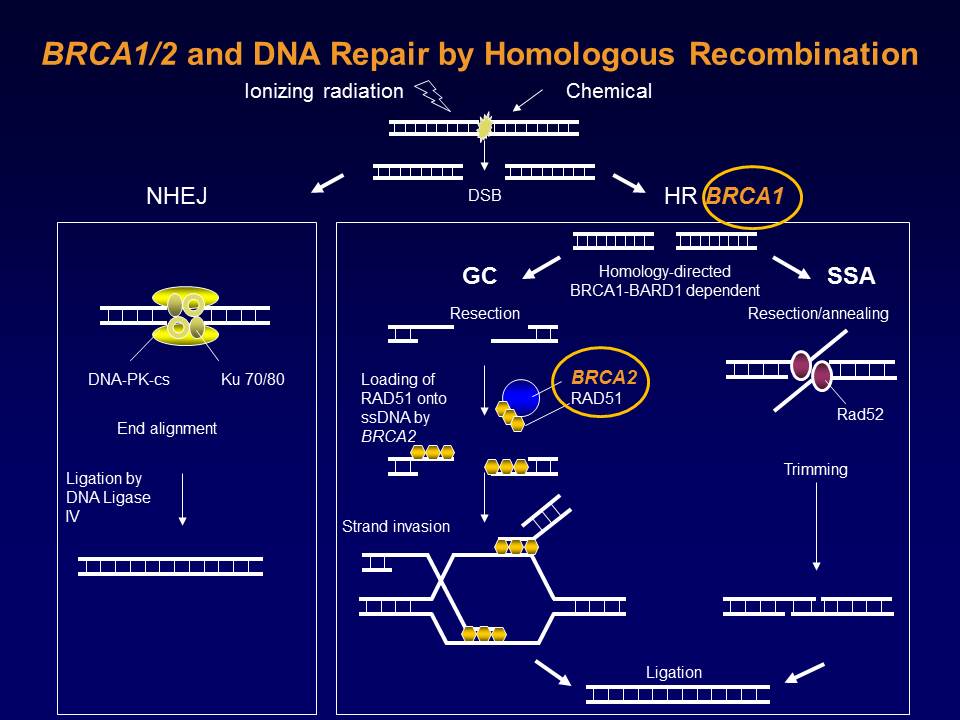 BRCA1/2 and DNA Repair by Homologous Recombination
Ionizing radiation
Chemical
DSB
NHEJ
HR BRCA1
DNA-PK-cs
Ku 70/80
End alignment
Ligation by
DNA Ligase
IV
Homology-directed
BRCA1-BARD1 dependent
GC
Resection
Loading of
RAD51 onto
ssDNA by
BRCA2
BRCA2
RAD51
Strand invasion
SSA
Resection/annealing
Rad52
Trimming
Ligation